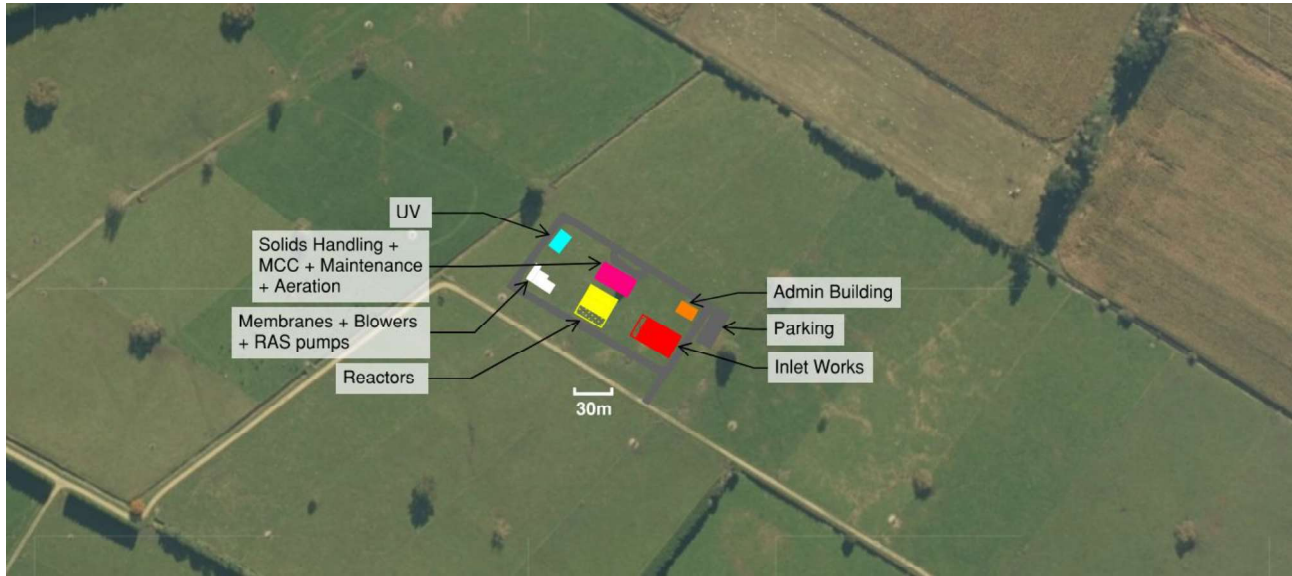 UV
Solids Handling +
MCC + Maintenance
+ Aeration
Membranes + Blowers
+ RAS pumps
Reactors
30m
Admin Building
Parking
Inlet Works